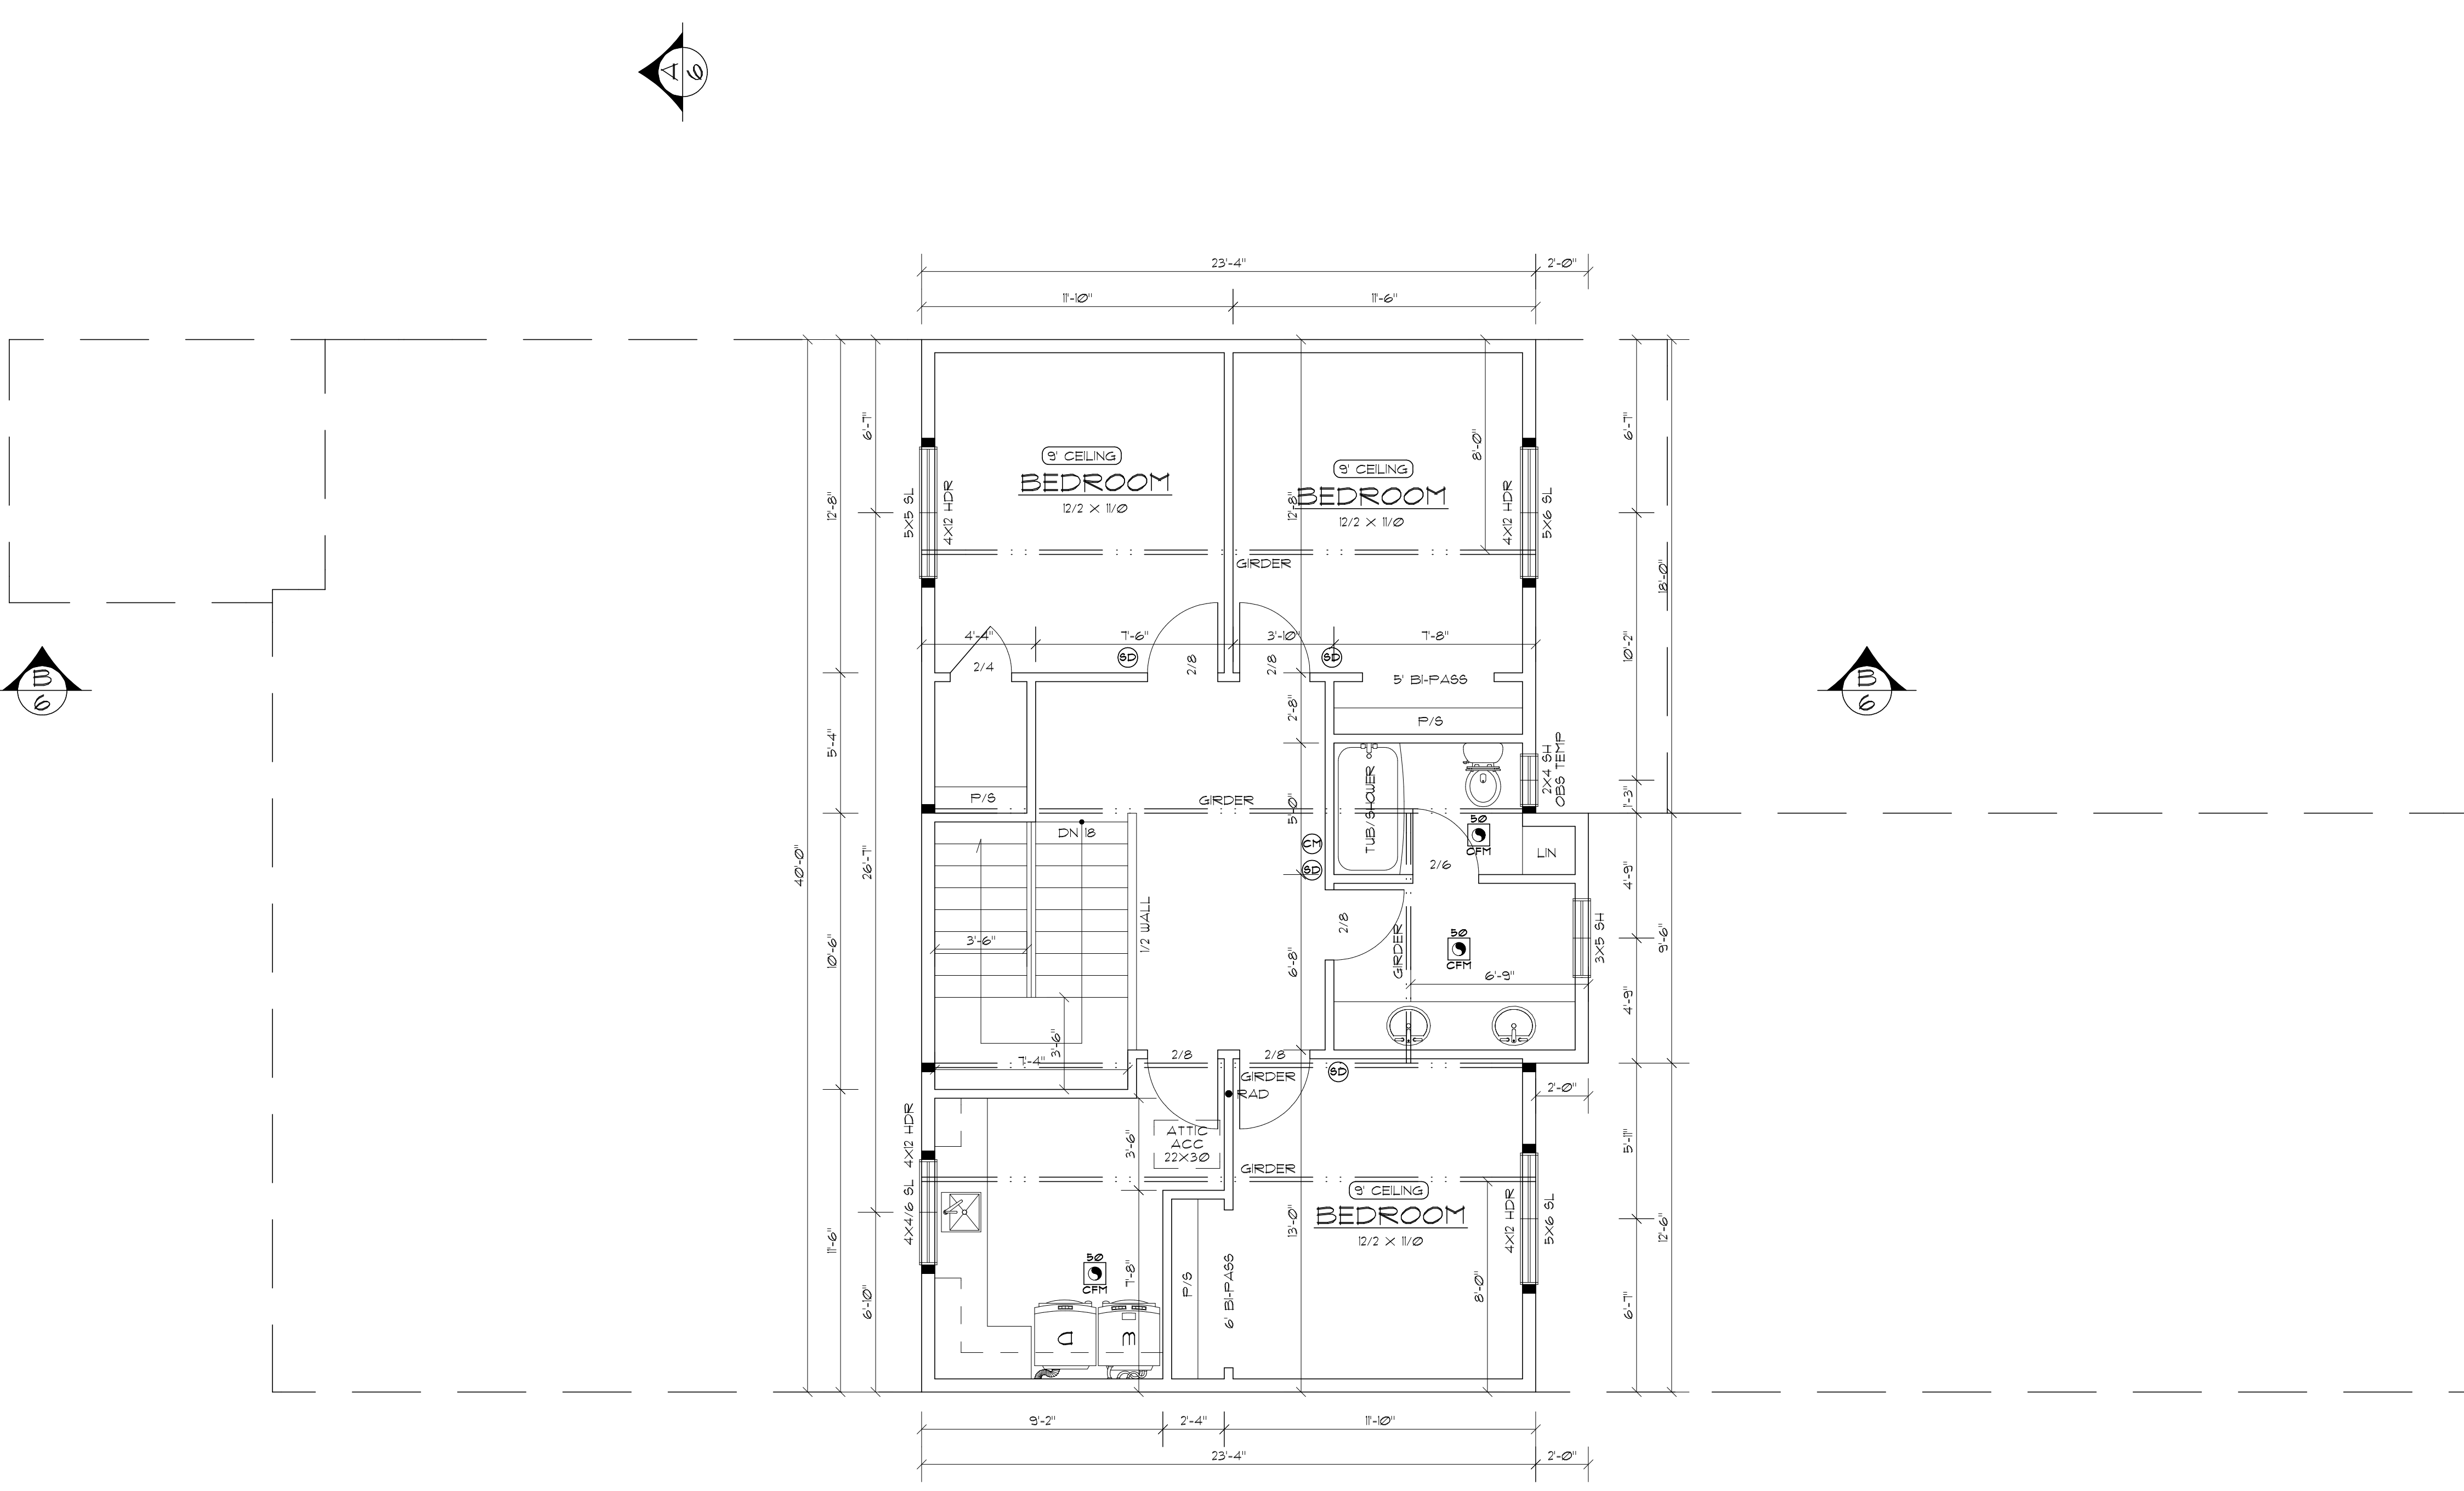 A
6
23'-4"
2'-0"
11'-10"
11'-6"
40'-0"
12'-8"
5'-4"
10'-6"
11'-6"
6'-7"
26'-7"
6'-10"
6'-7"
10'-2"
1'-3"
4'-9"
4'-9"
5'-11"
6'-7"
18'-0"
9'-6"
12'-6"
9' CEILING
BEDROOM
12/2 X 11/0
9' CEILING
BEDROOM
12/2 X 11/0
5X5 SL
4X12 HDR
12'-8"
8'-0"
4X12 HDR
5X6 SL
GIRDER
4'-4"
7'-6"
3'-10"
7'-8"
2/4
SD
2/8
2/8
SD
5' BI-PASS
P/S
B
6
B
6
2'-8"
2X4 SH
OBS TEMP
P/S
GIRDER
5'-0"
TUB/SHOWER
DN 18
50
CFM
CM
SD
2/6
LIN
1/2 WALL
3'-6"
2/8
GIRDER
50
CFM
3X5 SH
6'-8"
6'-9"
3'-6"
7'-4"
2/8
2/8
GIRDER
SD
RAD
2'-0"
ATTIC
ACC
22X30
3'-6"
4X12 HDR
4X4/6 SL
GIRDER
9' CEILING
BEDROOM
12/2 X 11/0
13'-0"
4X12 HDR
5X6 SL
50
CFM
7'-8"
P/S
6' BI-PASS
8'-0"
d
m
9'-2"
2'-4"
11'-10"
23'-4"
2'-0"